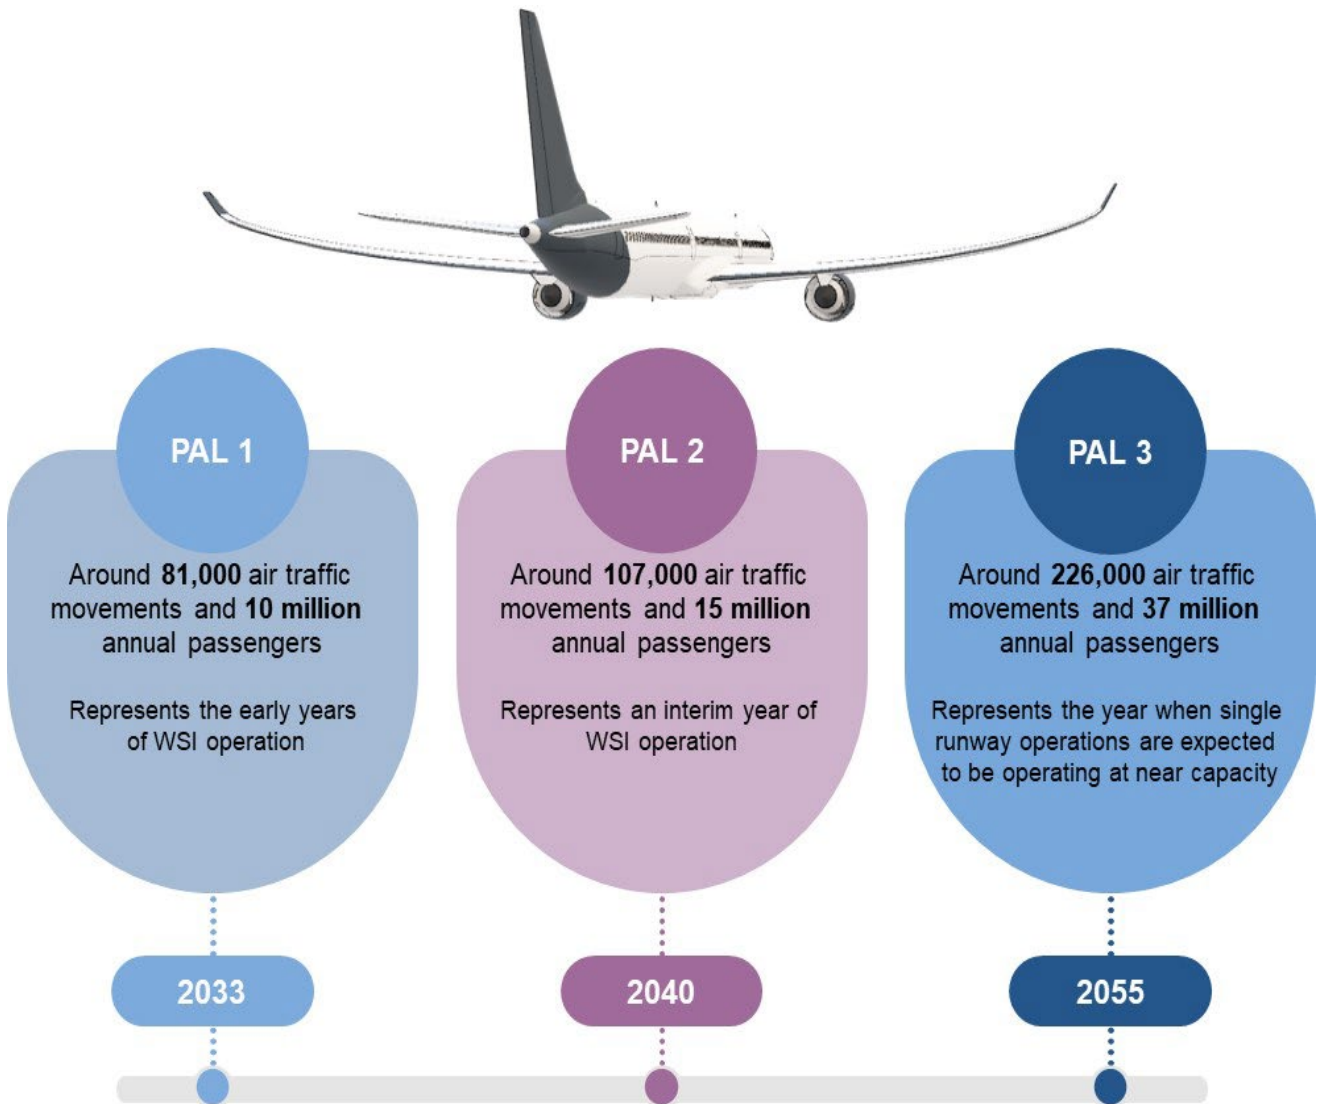 PAL 1
Around 81,000 air traffic
movements and 10 million
annual passengers
Represents the early years
of WSI operation
2033
PAL 2
Around 107,000 air traffic
movements and 15 million
annual passengers
Represents an interim year of
WSI operation
2040
PAL 3
Around 226,000 air traffic
movements and 37 million
annual passengers
Represents the year when single
runway operations are expected
to be operating at near capacity
2055